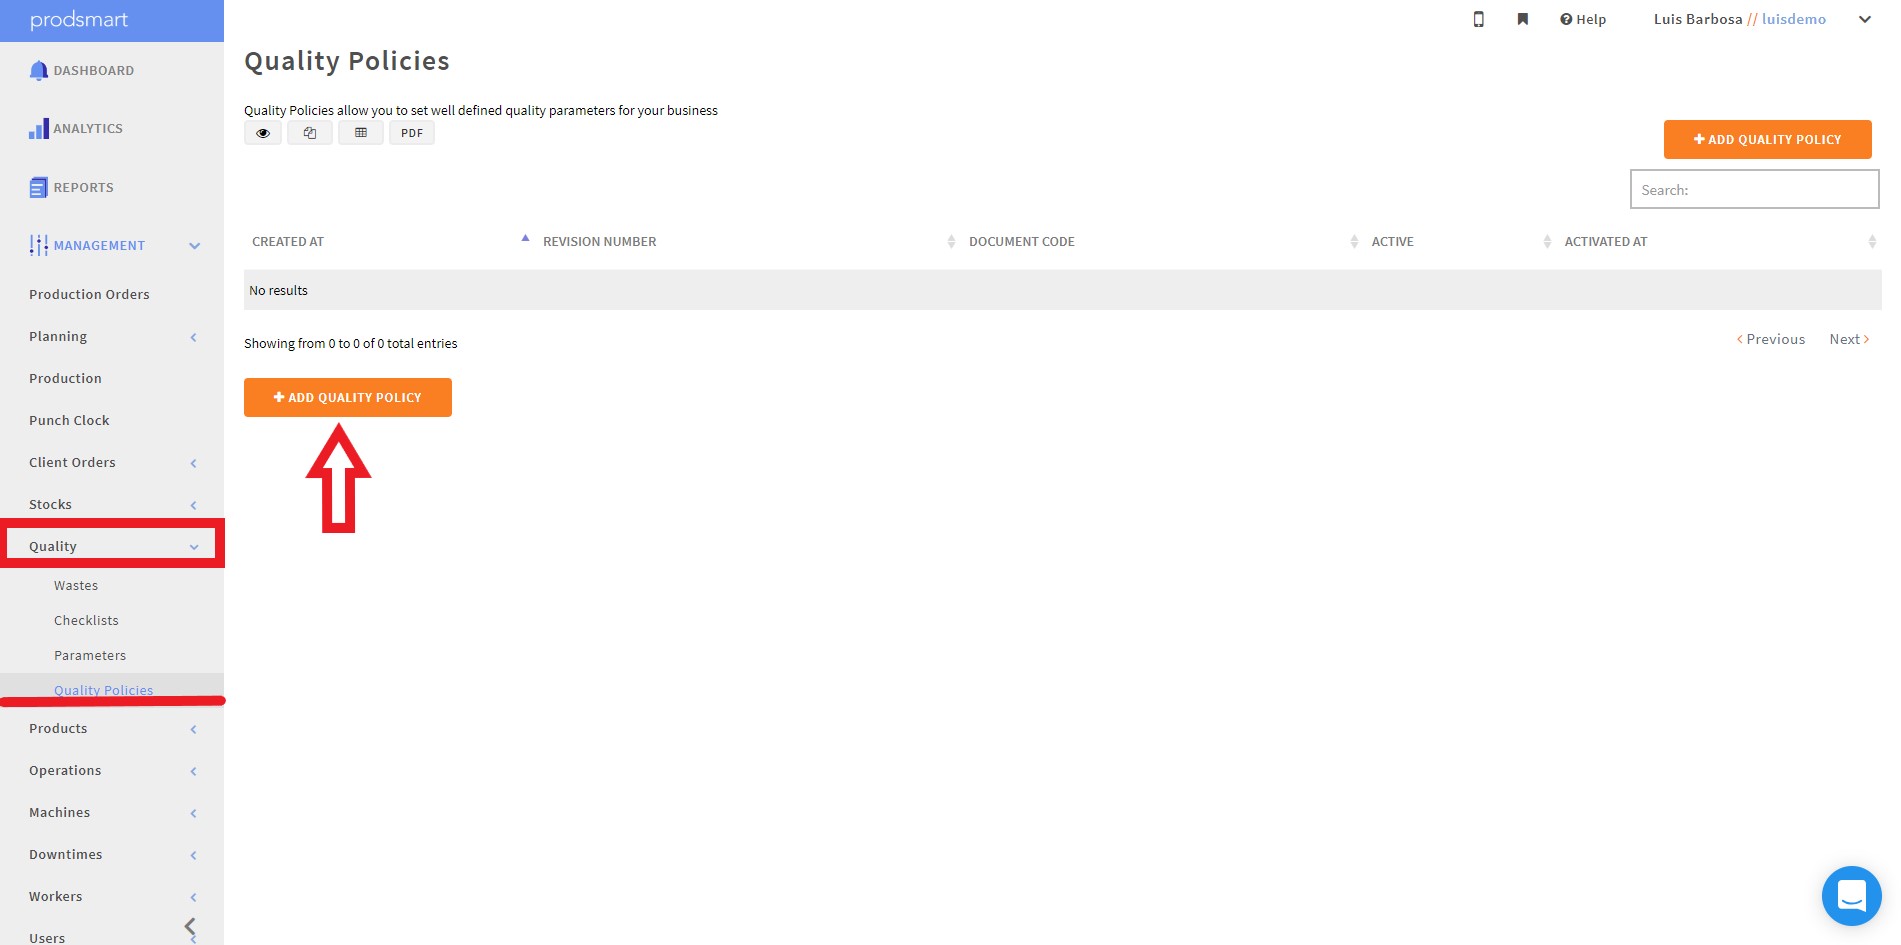 prodsmart
Help
Luis Barbosa // luisdemo
DASHBOARD
ANALYTICS
REPORTS
MANAGEMENT
Production Orders
Planning
Production
Punch Clock
Client Orders
Stocks
Quality
Wastes
Checklists
Parameters
Quality Policies
Products
Operations
Machines
Downtimes
Workers
Users
Quality Policies
Quality Policies allow you to set well defined quality parameters for your business
PDF
ADD QUALITY POLICY
Search:
CREATED AT REVISION NUMBER DOCUMENT CODE ACTIVE ACTIVATED AT
No results
Showing from 0 to 0 of 0 total entries
Previous Next
ADD QUALITY POLICY